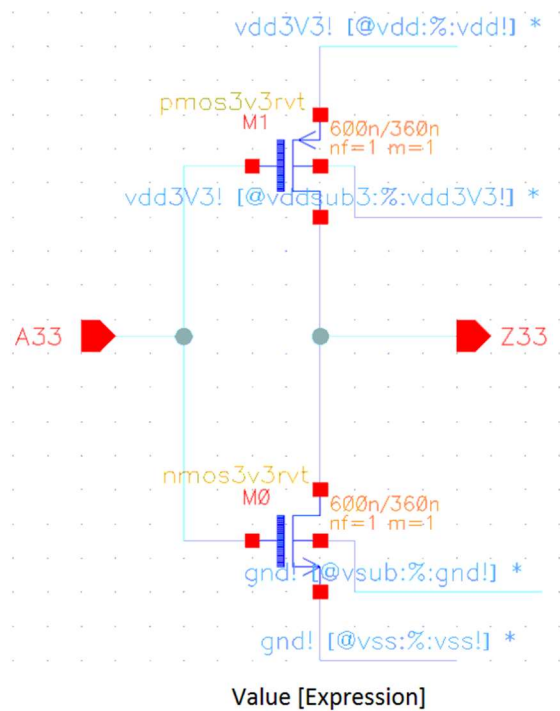 vdd3V3! [@vdd:%:vdd!] *
pmos3v3rvt
M1
600n/360n
nf=1 m=1
vdd3V3! [@vddsub3:%:vdd3V3!] *
A33
Z33
nmos3v3rvt
M0
600n/360n
nf=1 m=1
gnd! [@vsub:%:gnd!] *
gnd! [@vss:%:vss!] *
Value [Expression]